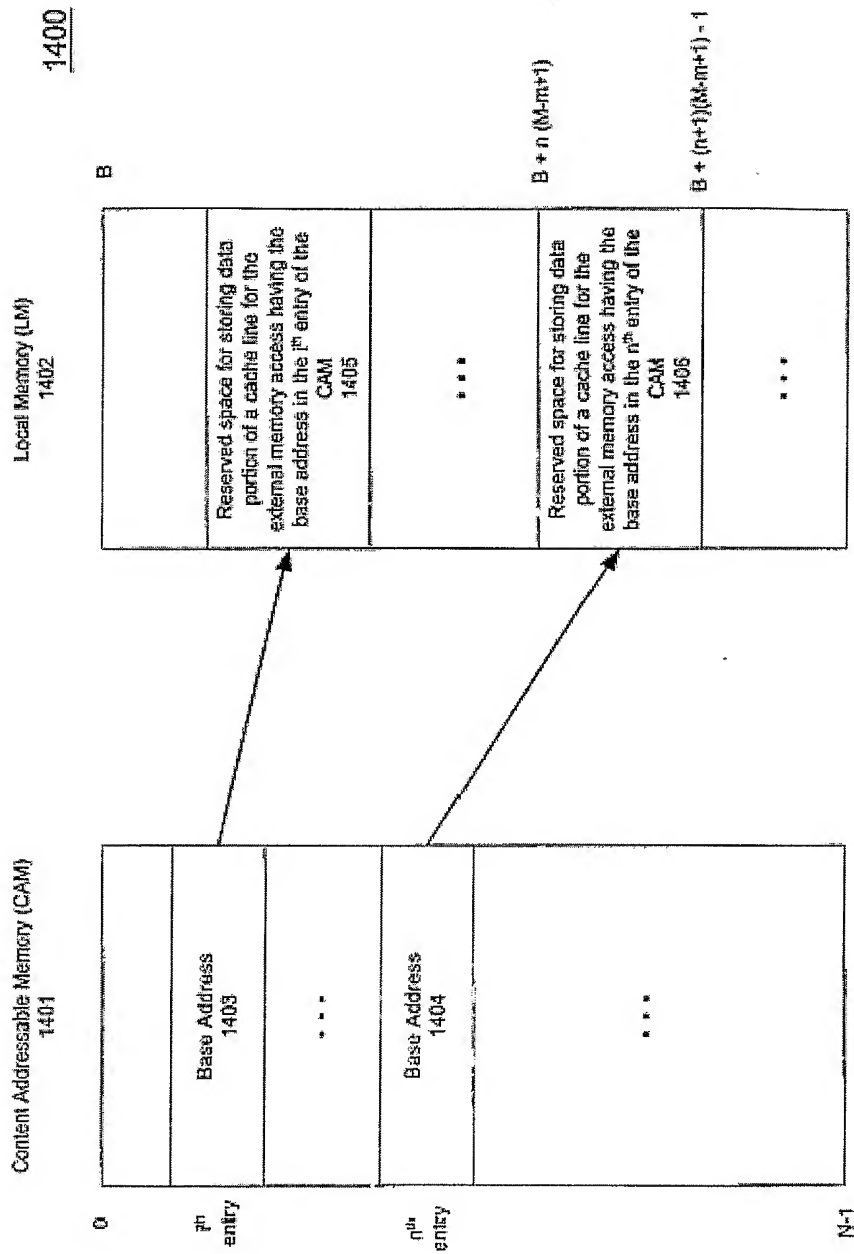 1400
Content Addressable Memory (CAM)
1401
0
ith
entry
Base Address
1403
• • •
nth
entry
Base Address
1404
• • •
N-1
Local Memory (LM)
1402
B
Reserved space for storing data
portion of a cache line for the
external memory access having the
base address in the ith entry of the
CAM
1405
• • •
B + n (M-m+1)
Reserved space for storing data
portion of a cache line for the
external memory access having the
base address in the nth entry of the
CAM
1406
B + (n+1)(M-m+1) - 1
• • •